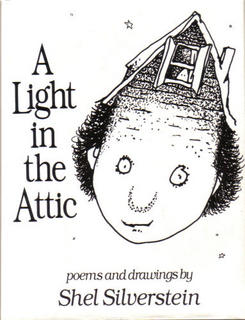 A
Light
in
the
Attic
poems and drawings by
Shel Silverstein